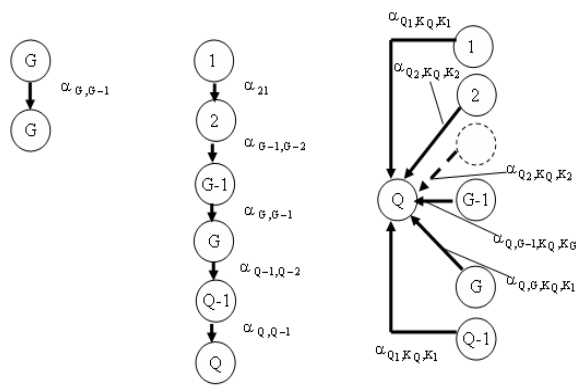 G
α G,G-1
G
1
α 21
2
α G-1,G-2
G-1
α G,G-1
G
α Q-1,Q-2
Q-1
α Q,Q-1
Q
α Q1,KQ,K1
1
α Q2,KQ,K2
2
α Q2,KQ,K2
Q
G-1
α Q,G-1,KQ,KG
G
α Q,G,KQ,K1
Q-1
α Q1,KQ,K1